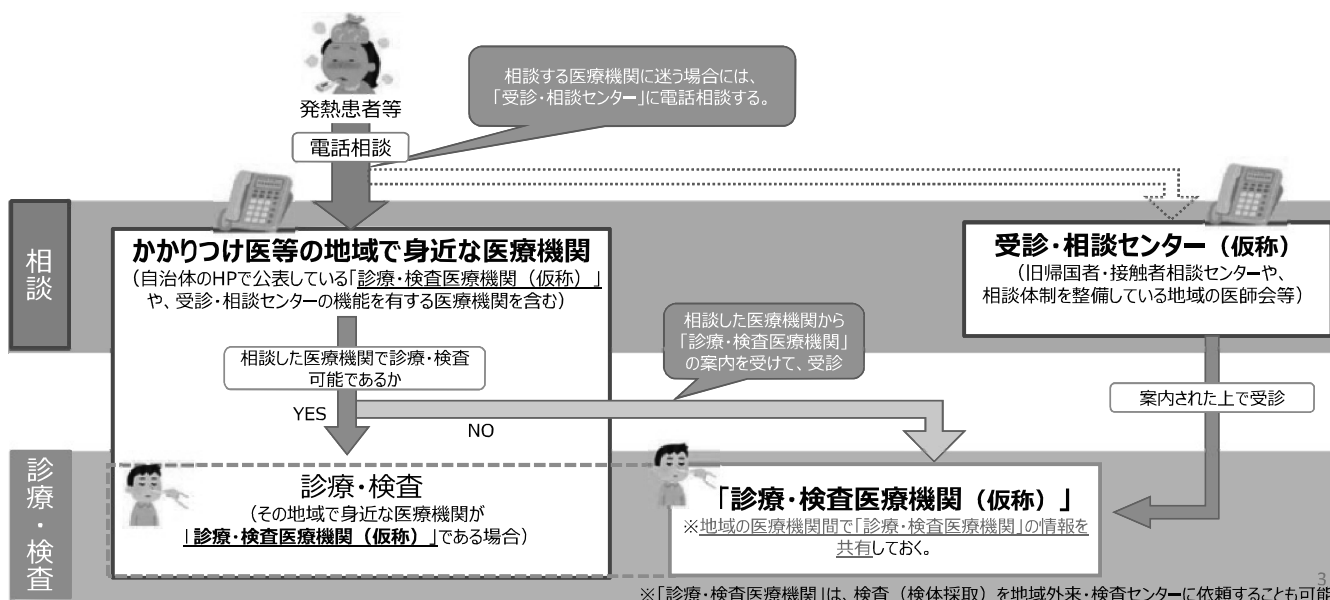 発熱患者等
電話相談
相談する医療機関に迷う場合には、
「受診・相談センター」に電話相談する。
相談
かかりつけ医等の地域で身近な医療機関
（自治体のHPで公表している「診療・検査医療機関（仮称）」
や、受診・相談センターの機能を有する医療機関を含む）
受診・相談センター（仮称）
（旧帰国者・接触者相談センターや、
相談体制を整備している地域の医師会等）
相談した医療機関で診療・検査
可能であるか
相談した医療機関から
「診療・検査医療機関」
の案内を受けて、受診
案内された上で受診
YES
NO
診療・検査
診療・検査
（その地域で身近な医療機関が
「診療・検査医療機関（仮称）」である場合）
「診療・検査医療機関（仮称）」
※地域の医療機関間で「診療・検査医療機関」の情報を
共有しておく。
3
※「診療・検査医療機関」は、検査（検体採取）を地域外来・検査センターに依頼することも可能